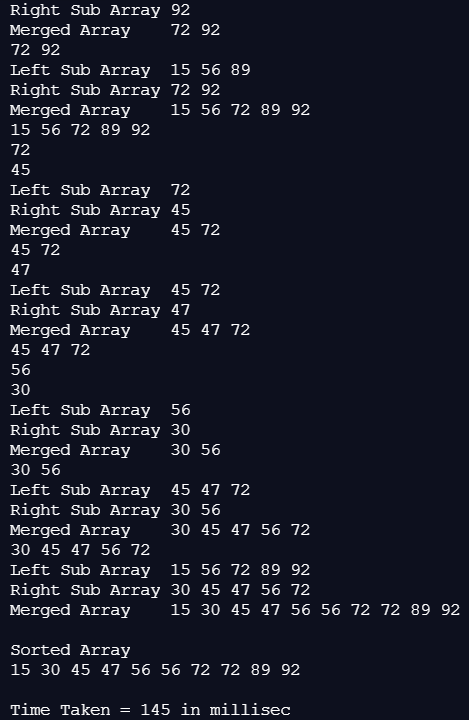 Right Sub Array 92
Merged Array    72 92
72 92
Left Sub Array  15 56 89
Right Sub Array 72 92
Merged Array    15 56 72 89 92
15 56 72 89 92
72
45
Left Sub Array  72
Right Sub Array 45
Merged Array    45 72
45 72
47
Left Sub Array  45 72
Right Sub Array 47
Merged Array    45 47 72
45 47 72
56
30
Left Sub Array  56
Right Sub Array 30
Merged Array    30 56
30 56
Left Sub Array  45 47 72
Right Sub Array 30 56
Merged Array    30 45 47 56 72
30 45 47 56 72
Left Sub Array  15 56 72 89 92
Right Sub Array 30 45 47 56 72
Merged Array    15 30 45 47 56 56 72 72 89 92

Sorted Array
15 30 45 47 56 56 72 72 89 92

Time Taken = 145 in millisec